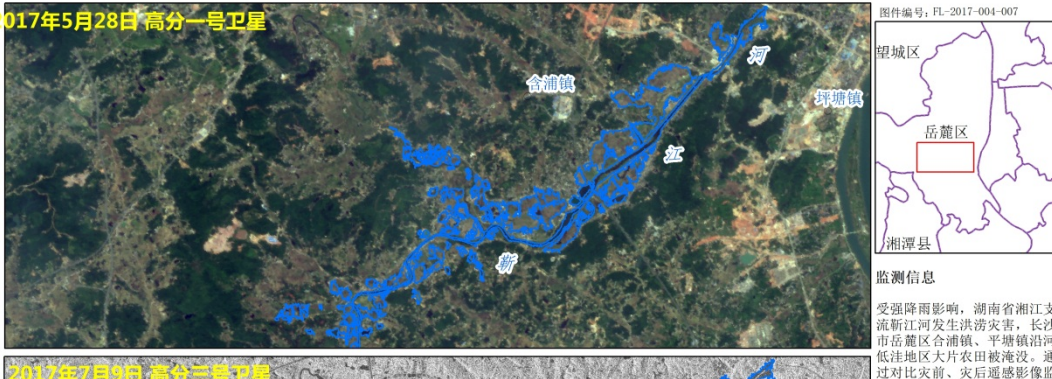 017年5月28日 高分一号卫星
含浦镇
河
坪塘镇
江
靳
2017年7月9日 高分三号卫星
图件编号：FL-2017-004-007
望城区
岳麓区
湘潭县
监测信息
受强降雨影响，湖南省湘江支
流靳江河发生洪涝灾害，长沙
市岳麓区合浦镇、平塘镇沿河
低洼地区大片农田被淹没。通
过对比灾前、灾后遥感影像监